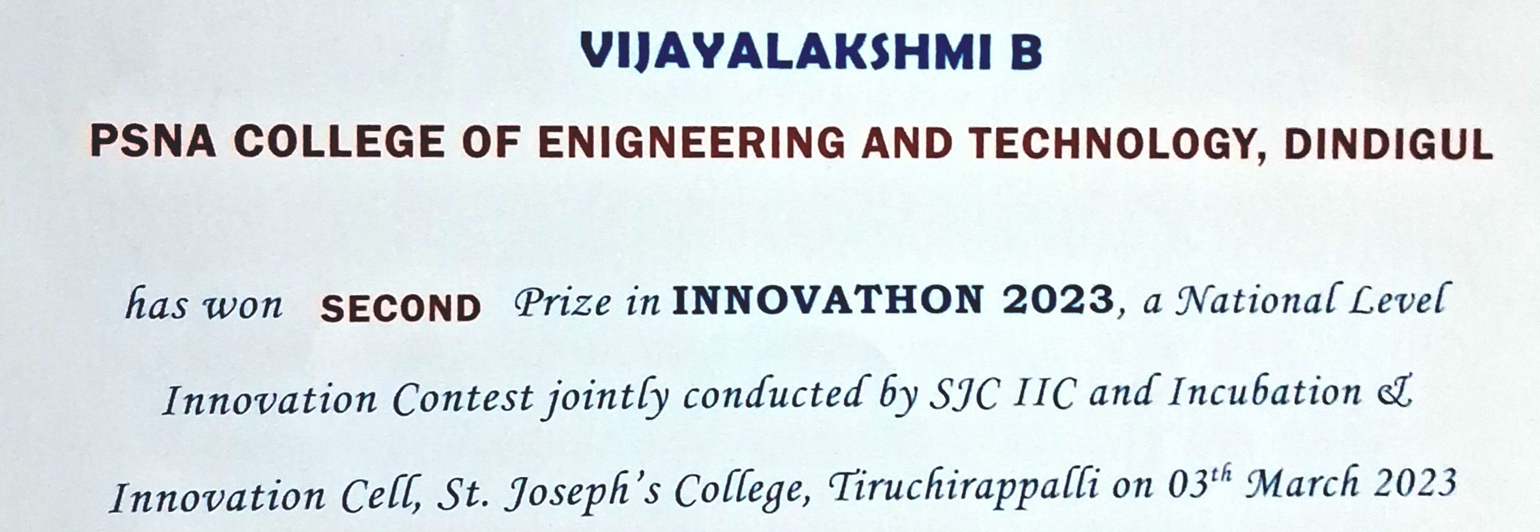 VIJAYALAKSHMI B
PSNA COLLEGE OF ENIGNEERING AND TECHNOLOGY, DINDIGUL
has won SECOND Prize in INNOVATHON 2023, a National Level
Innovation Contest jointly conducted by SJC IIC and Incubation &
Innovation Cell, St. Joseph's College, Tiruchirappalli on 03th March 2023